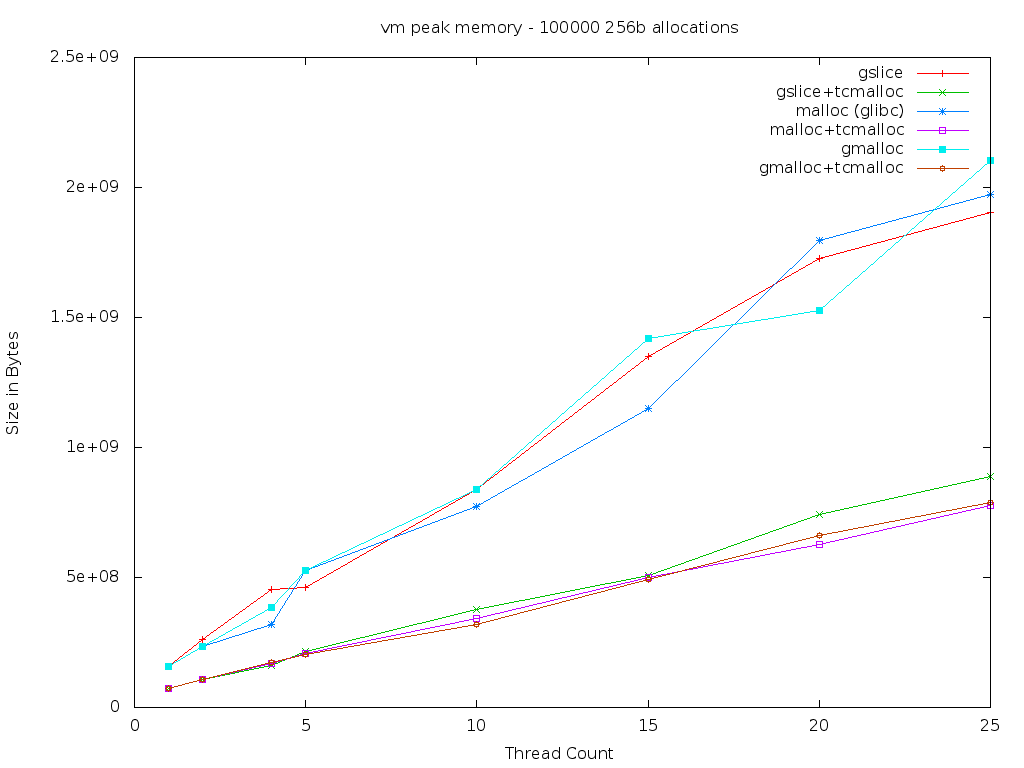 vm peak memory - 100000 256b allocations
2.5e+09
2e+09
1.5e+09
1e+09
5e+08
0
Size in Bytes
gslice
gslice+tcmalloc
malloc (glibc)
malloc+tcmalloc
gmalloc
gmalloc+tcmalloc
0 5 10 15 20 25
Thread Count